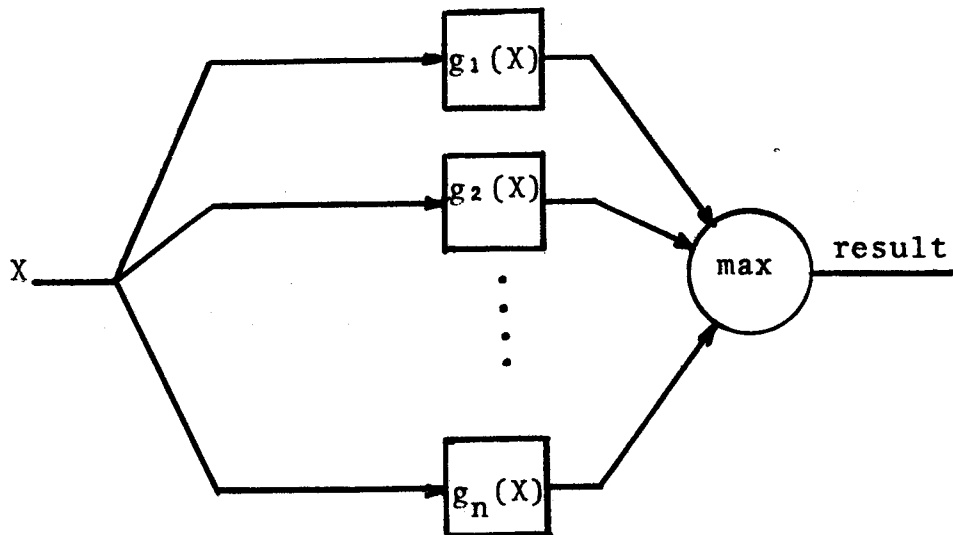 g₁(X)
g₂(X)
X
max
result
gₙ(X)